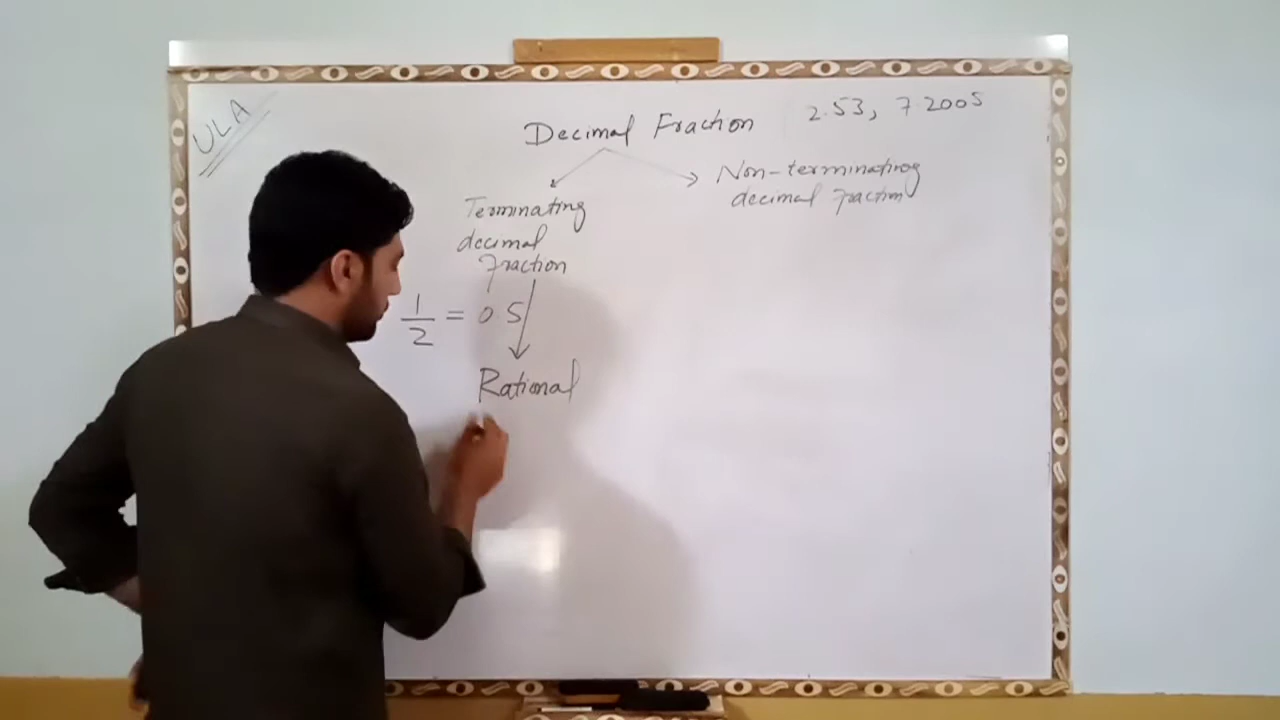 ULA
Decimal Fraction 2.53, 7.2005
Terminating
decimal
Fraction
Non-terminating
decimal fraction
1/2 = 0.5
Rational